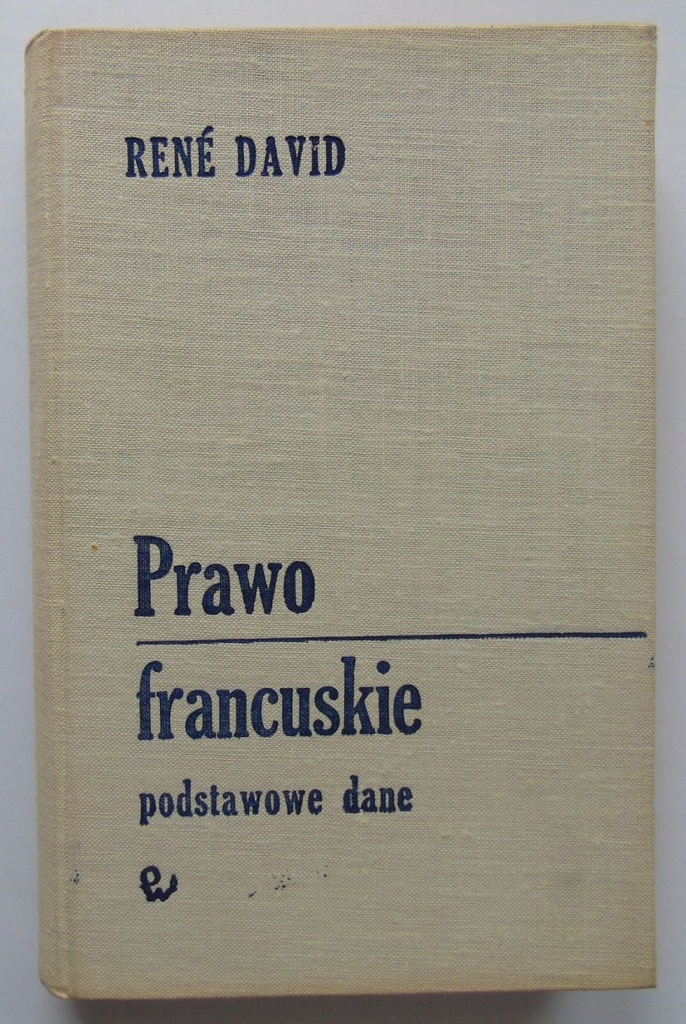 RENÉ DAVID
Prawo
francuskie
podstawowe dane